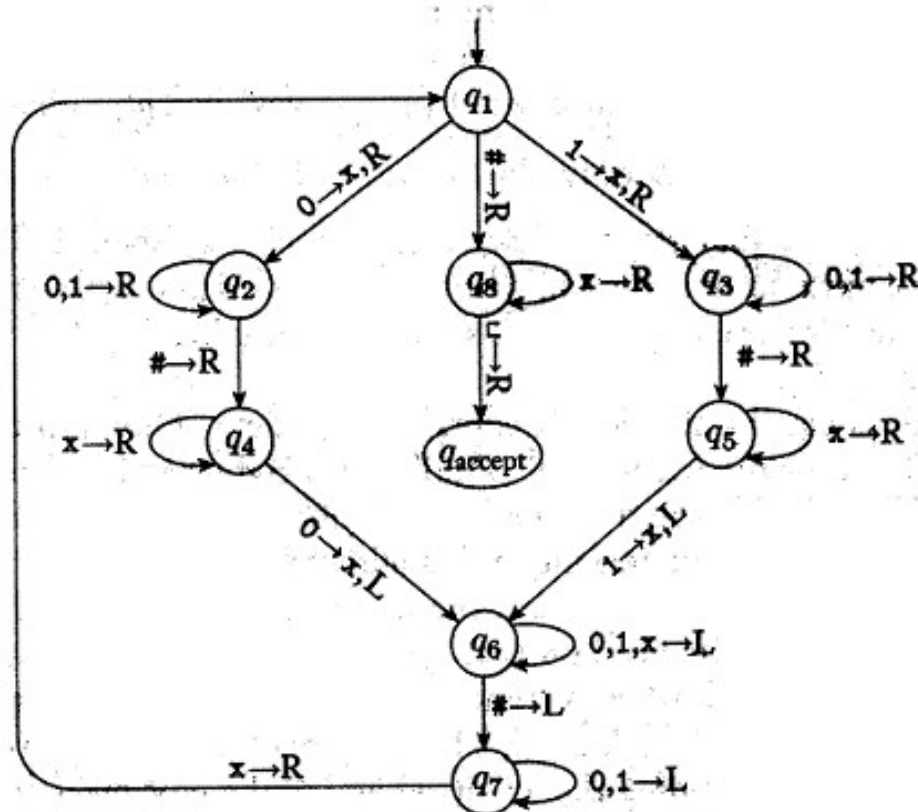 q1
0→x,R
#→R
1→x,R
0,1→R
q2
q8
x→R
q3
0,1→R
#→R
⊔→R
#→R
x→R
q4
qaccept
q5
x→R
0→x,L
1→x,L
q6
0,1,x→L
#→L
x→R
q7
0,1→L